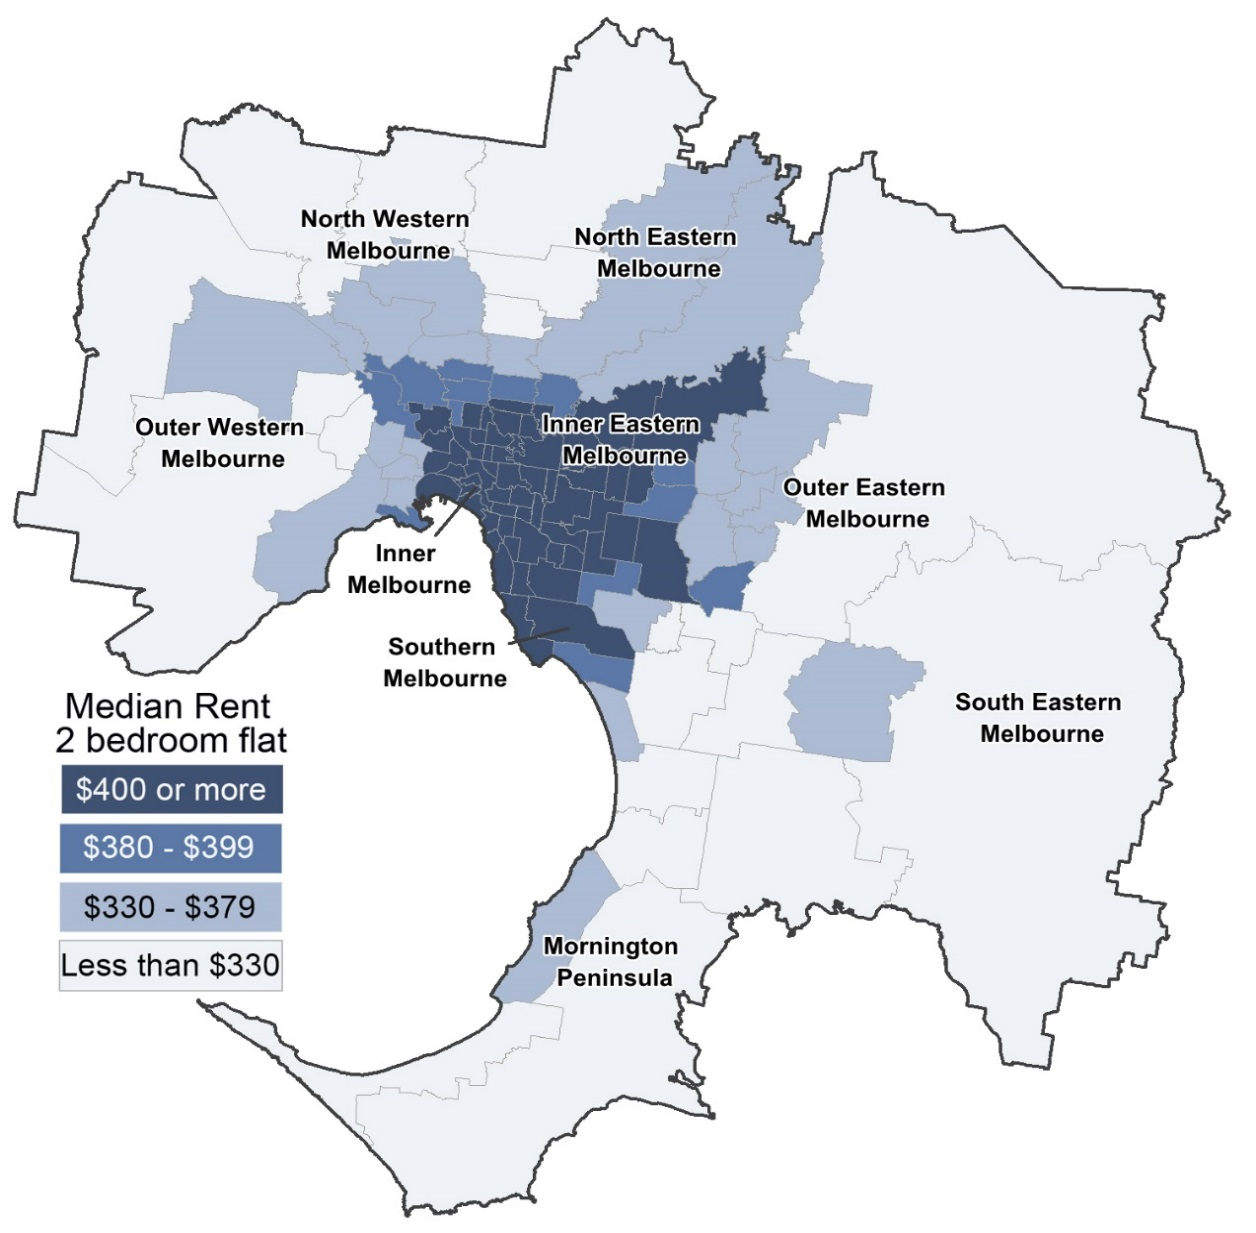 North Western
Melbourne
North Eastern
Melbourne
Outer Western
Melbourne
Inner Eastern
Melbourne
Outer Eastern
Melbourne
Inner
Melbourne
Southern
Melbourne
South Eastern
Melbourne
Median Rent
2 bedroom flat
$400 or more
$380 - $399
$330 - $379
Less than $330
Mornington
Peninsula